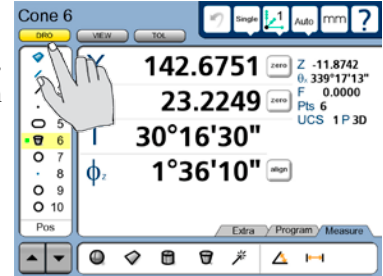 Cone 6
Single 1 Auto mm ?
DRO VIEW TOL
142.6751 zero Z -11.8742
θz 339°17'13"
23.2249 zero F 0.0000
Pts 6
UCS 1 P 3D
5
6 30°16'30"
7
8 ϕz 1°36'10" align
9
10
Pos Extra Program Measure